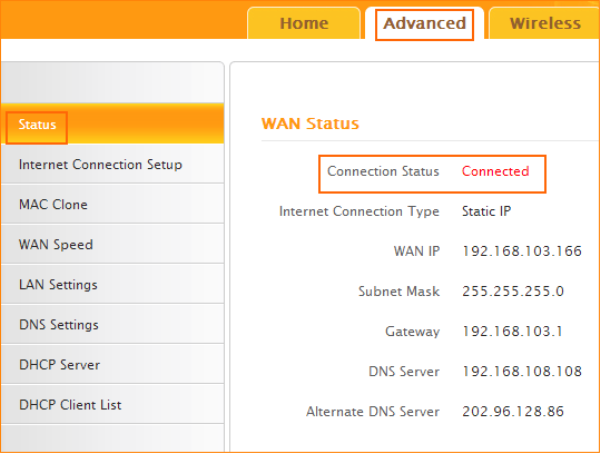 Home Advanced Wireless
Status
Internet Connection Setup
MAC Clone
WAN Speed
LAN Settings
DNS Settings
DHCP Server
DHCP Client List
WAN Status
Connection Status Connected
Internet Connection Type Static IP
WAN IP 192.168.103.166
Subnet Mask 255.255.255.0
Gateway 192.168.103.1
DNS Server 192.168.108.108
Alternate DNS Server 202.96.128.86